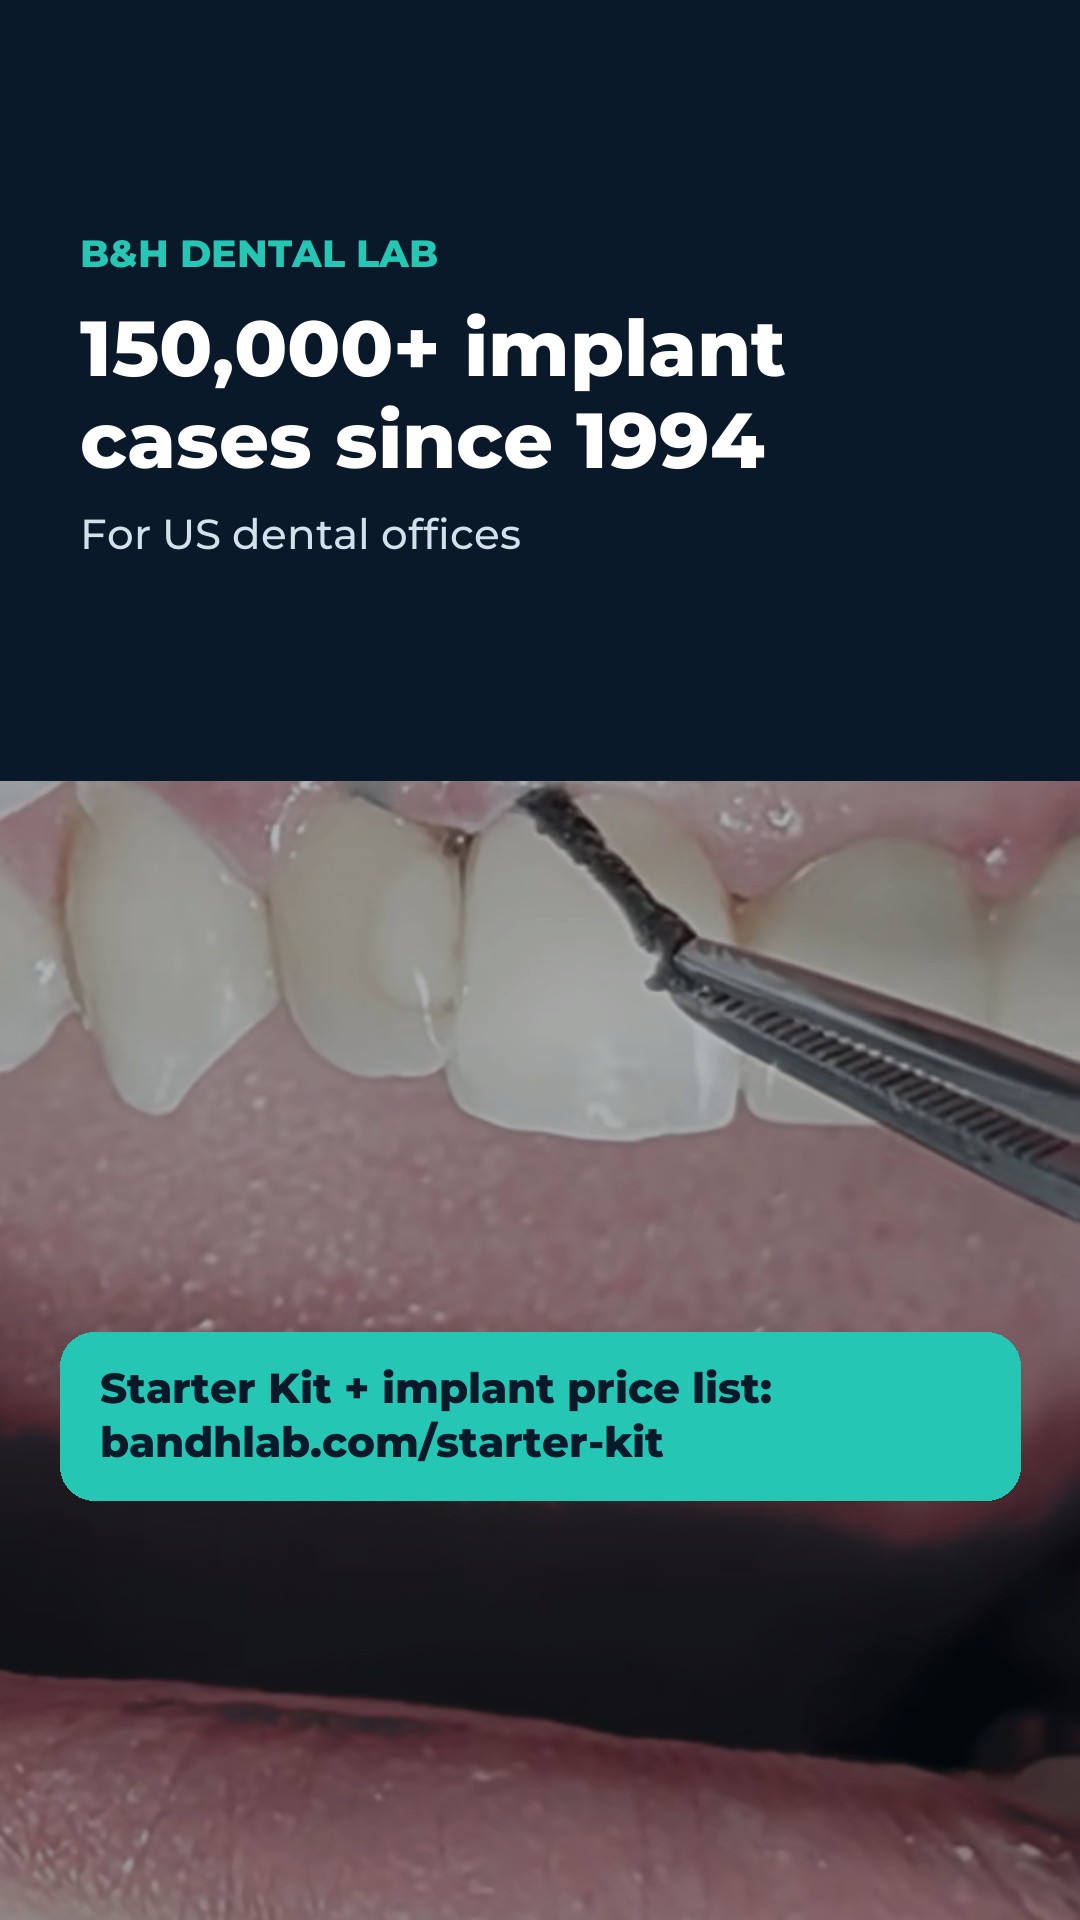 B&H DENTAL LAB
150,000+ implant
cases since 1994
For US dental offices
Starter Kit + implant price list:
bandhlab.com/starter-kit